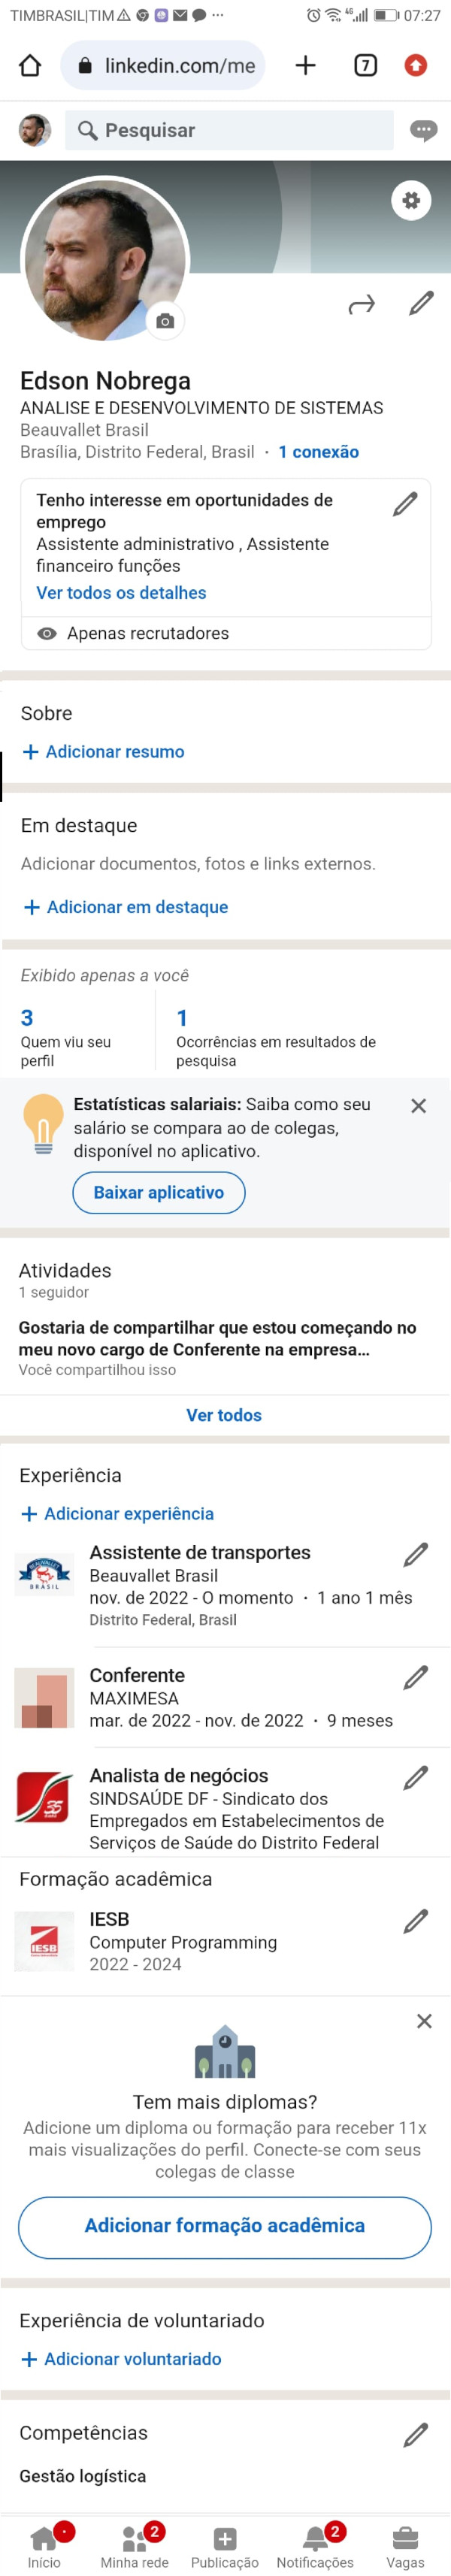 TIMBRASIL|TIM ⚠ ···
4G 07:27
linkedin.com/me
7
Pesquisar
Edson Nobrega
ANALISE E DESENVOLVIMENTO DE SISTEMAS
Beauvallet Brasil
Brasília, Distrito Federal, Brasil · 1 conexão
Tenho interesse em oportunidades de
emprego
Assistente administrativo , Assistente
financeiro funções
Ver todos os detalhes
Apenas recrutadores
Sobre
+ Adicionar resumo
Em destaque
Adicionar documentos, fotos e links externos.
+ Adicionar em destaque
Exibido apenas a você
3
Quem viu seu
perfil
1
Ocorrências em resultados de
pesquisa
Estatísticas salariais: Saiba como seu
salário se compara ao de colegas,
disponível no aplicativo.
Baixar aplicativo
Atividades
1 seguidor
Gostaria de compartilhar que estou começando no
meu novo cargo de Conferente na empresa...
Você compartilhou isso
Ver todos
Experiência
+ Adicionar experiência
BEAUVALLET
BRASIL
Assistente de transportes
Beauvallet Brasil
nov. de 2022 - O momento · 1 ano 1 mês
Distrito Federal, Brasil
Conferente
MAXIMESA
mar. de 2022 - nov. de 2022 · 9 meses
35
Analista de negócios
SINDSAÚDE DF - Sindicato dos
Empregados em Estabelecimentos de
Serviços de Saúde do Distrito Federal
Formação acadêmica
IESB
IESB
Computer Programming
2022 - 2024
Tem mais diplomas?
Adicione um diploma ou formação para receber 11x
mais visualizações do perfil. Conecte-se com seus
colegas de classe
Adicionar formação acadêmica
Experiência de voluntariado
+ Adicionar voluntariado
Competências
Gestão logística
2
2
Início
Minha rede
Publicação
Notificações
Vagas